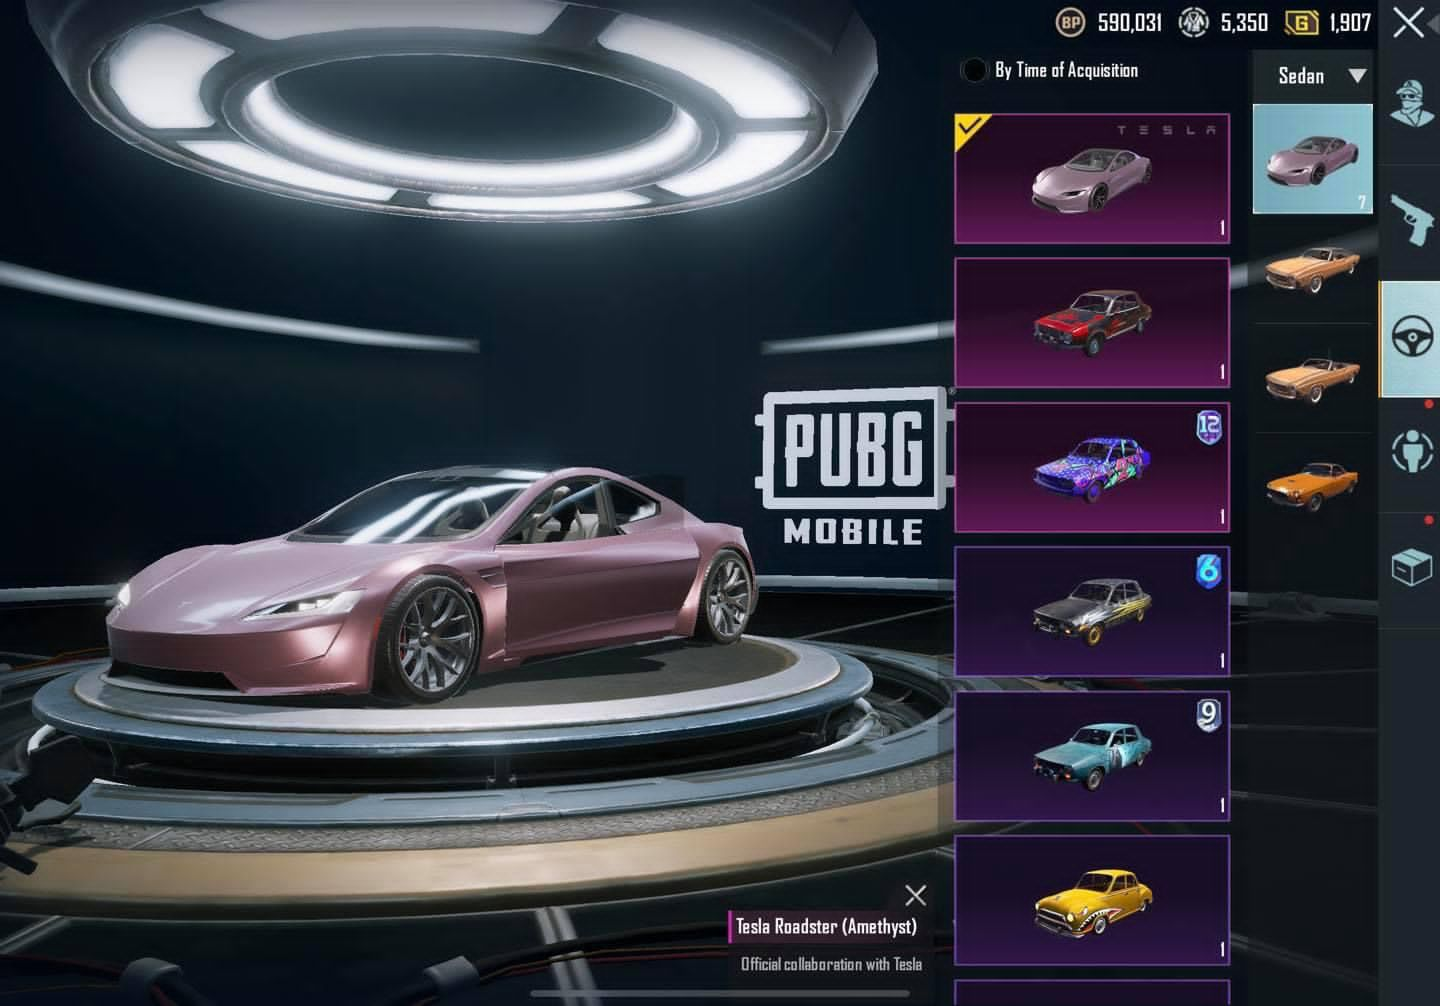 BP 590,031 5,350 G 1,907
By Time of Acquisition
Sedan
TESLA
7
1
1
12
1
6
1
9
1
1
PUBG®
MOBILE
Tesla Roadster (Amethyst)
Official collaboration with Tesla